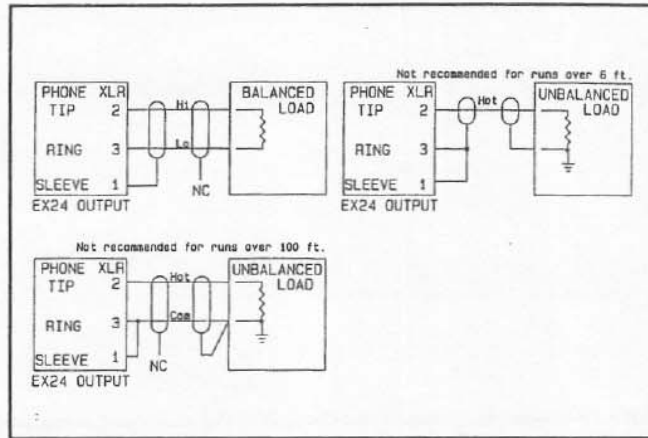 PHONE XLR
TIP 2
RING 3
SLEEVE 1
EX24 OUTPUT
Hi
Lo
NC
BALANCED
LOAD
Not recommended for runs over 6 ft.
PHONE XLR
TIP 2
RING 3
SLEEVE 1
EX24 OUTPUT
Hot
UNBALANCED
LOAD
Not recommended for runs over 100 ft.
PHONE XLR
TIP 2
RING 3
SLEEVE 1
EX24 OUTPUT
Hot
Com
NC
UNBALANCED
LOAD